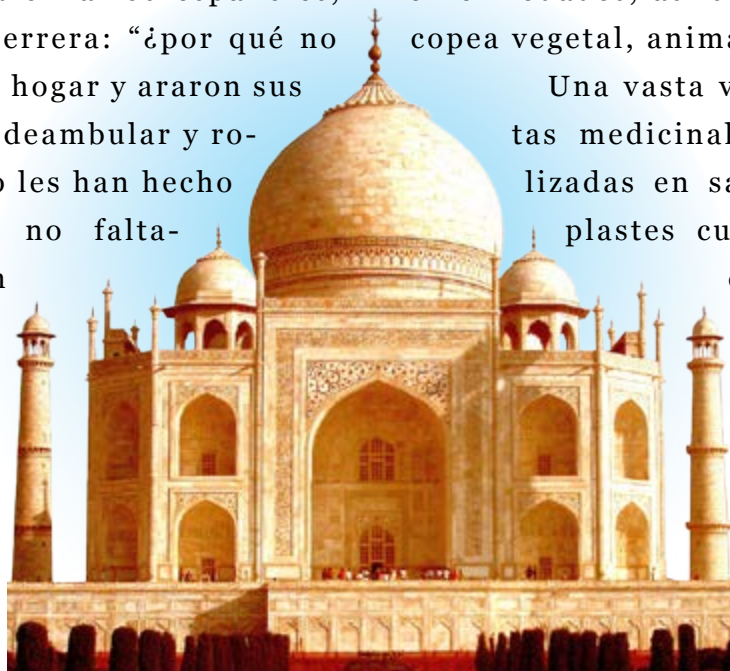 españoles,
errera: “¿por qué no
hogar y araron sus
deambular y ro-
o les han hecho
no falta-
n
copea vegetal, anima
Una vasta v
tas medicinal
lizadas en sa
plastes cu